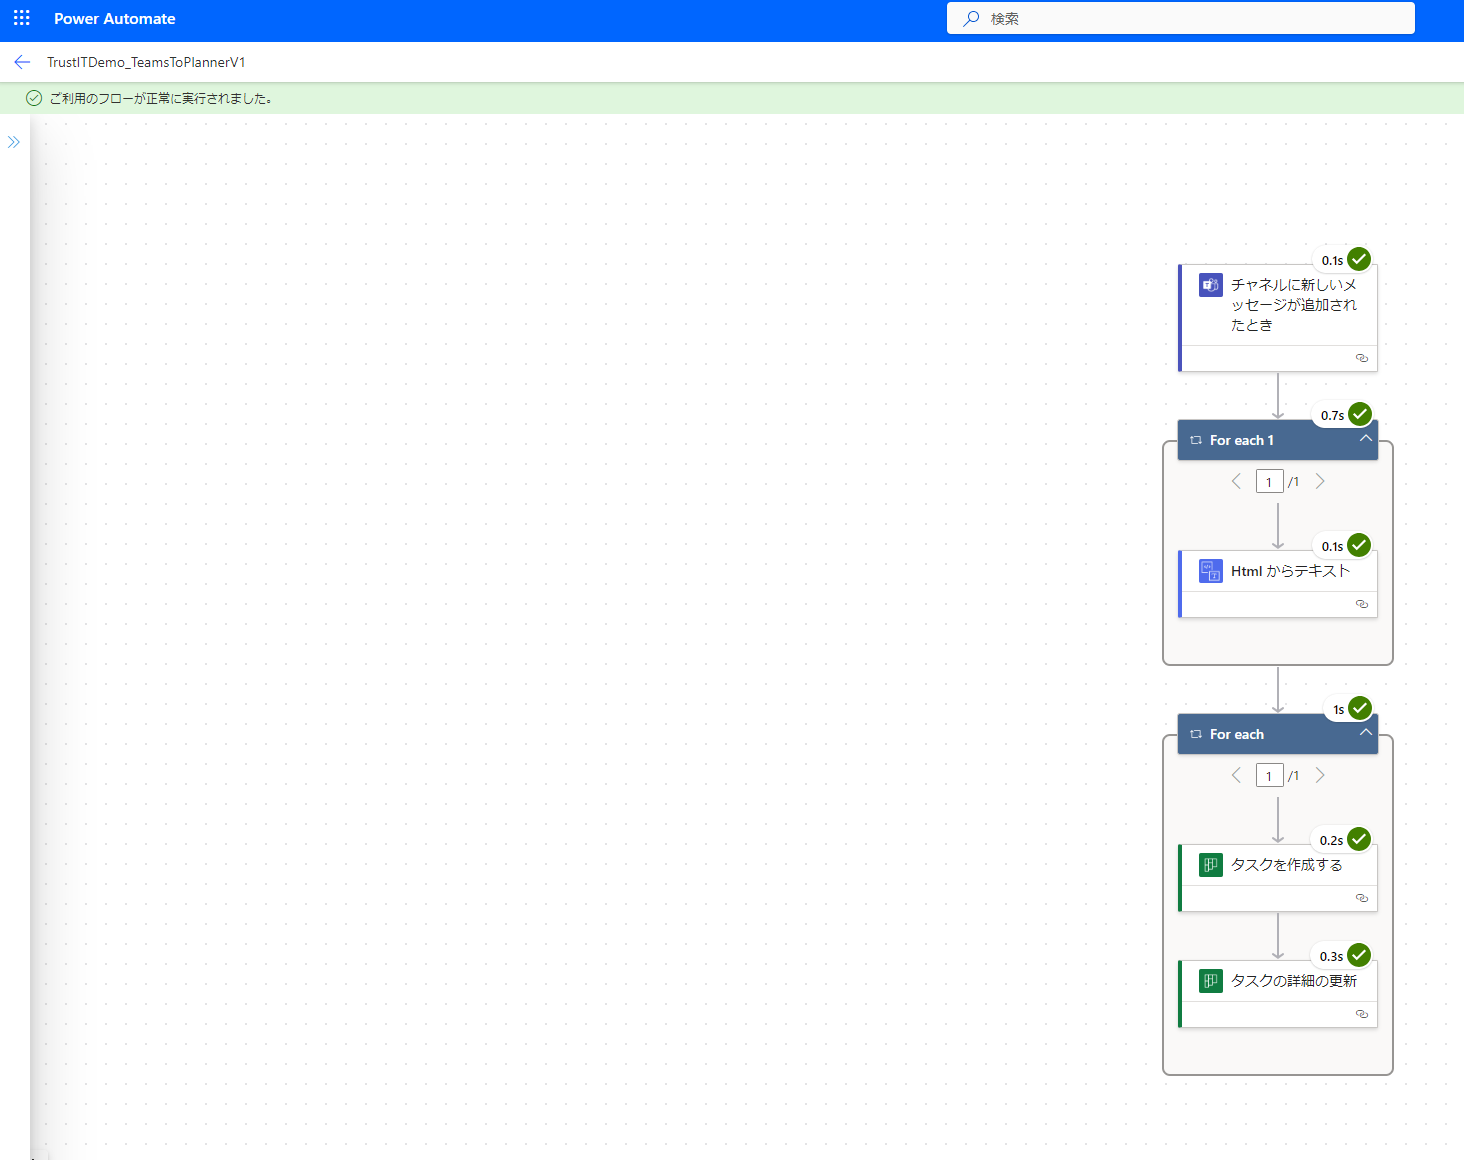 Power Automate
検索
TrustITDemo_TeamsToPlannerV1
ご利用のフローが正常に実行されました。
0.1s
チャネルに新しいメ
ッセージが追加され
たとき
0.7s
For each 1
1 /1
0.1s
Html からテキスト
1s
For each
1 /1
0.2s
タスクを作成する
0.3s
タスクの詳細の更新